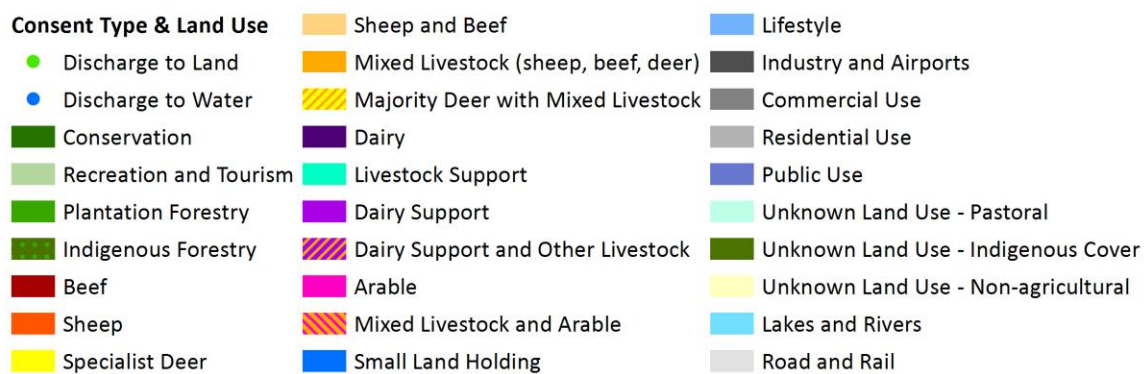 Consent Type & Land Use
Discharge to Land
Discharge to Water
Conservation
Recreation and Tourism
Plantation Forestry
Indigenous Forestry
Beef
Sheep
Specialist Deer
Sheep and Beef
Mixed Livestock (sheep, beef, deer)
Majority Deer with Mixed Livestock
Dairy
Livestock Support
Dairy Support
Dairy Support and Other Livestock
Arable
Mixed Livestock and Arable
Small Land Holding
Lifestyle
Industry and Airports
Commercial Use
Residential Use
Public Use
Unknown Land Use - Pastoral
Unknown Land Use - Indigenous Cover
Unknown Land Use - Non-agricultural
Lakes and Rivers
Road and Rail